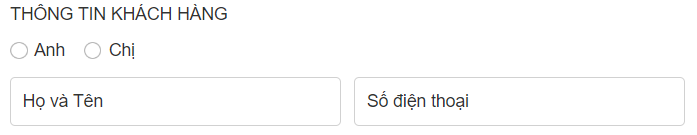 THÔNG TIN KHÁCH HÀNG
Anh Chị
Họ và Tên Số điện thoại